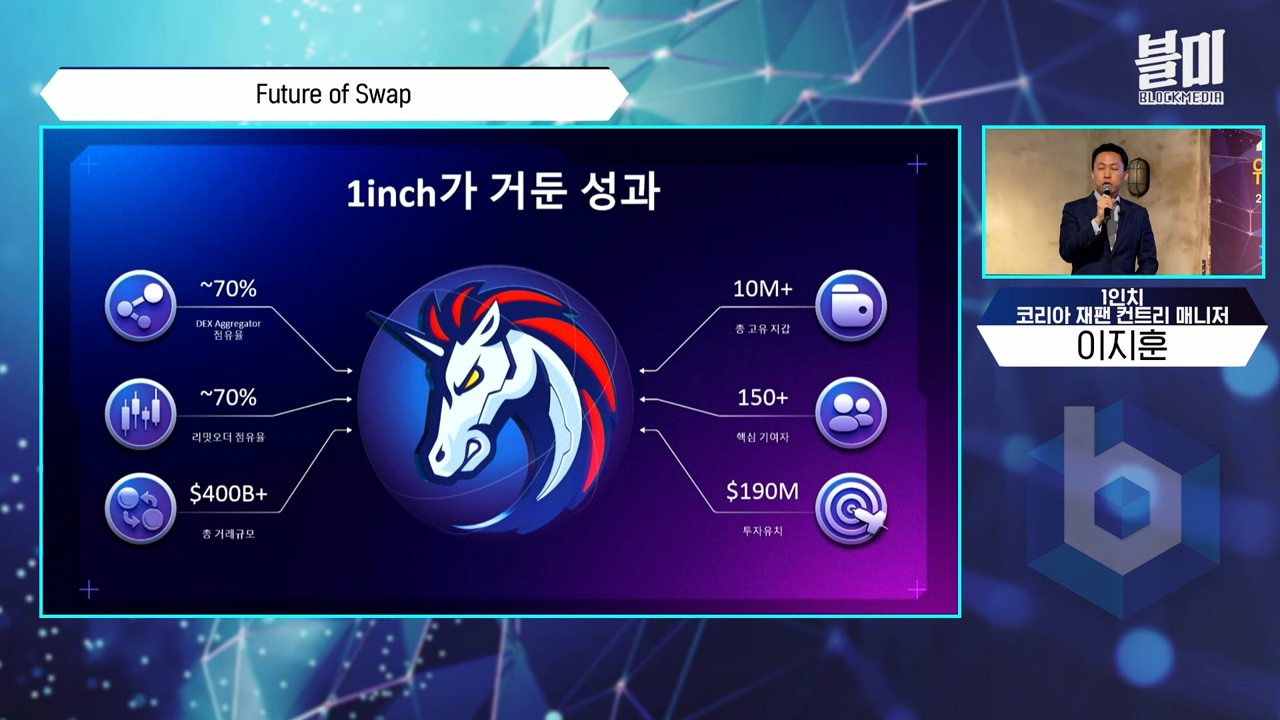 블미
BLOCKMEDIA
Future of Swap
1inch가 거둔 성과
~70%
DEX Aggregator
점유율
~70%
리밋오더 점유율
$400B+
총 거래규모
10M+
총 고유 지갑
150+
핵심 기여자
$190M
투자유치
1인치
코리아 재팬 컨트리 매니저
이지훈